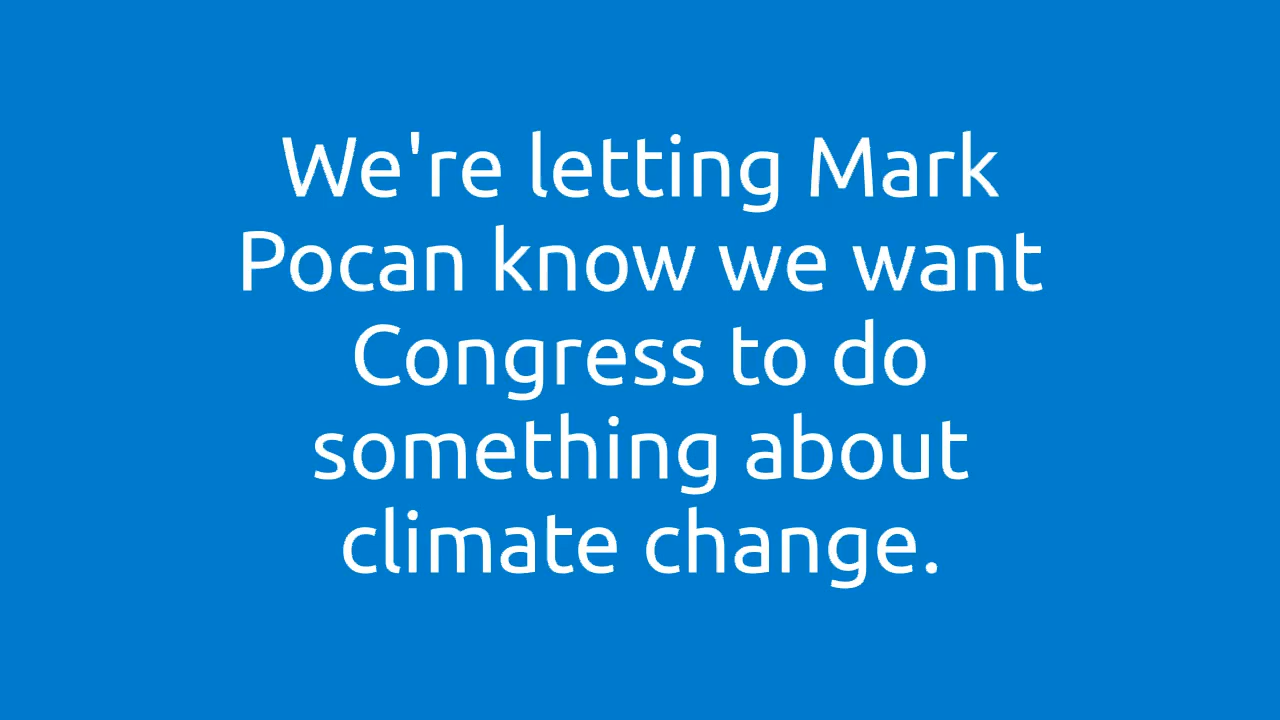 We're letting Mark
Pocan know we want
Congress to do
something about
climate change.